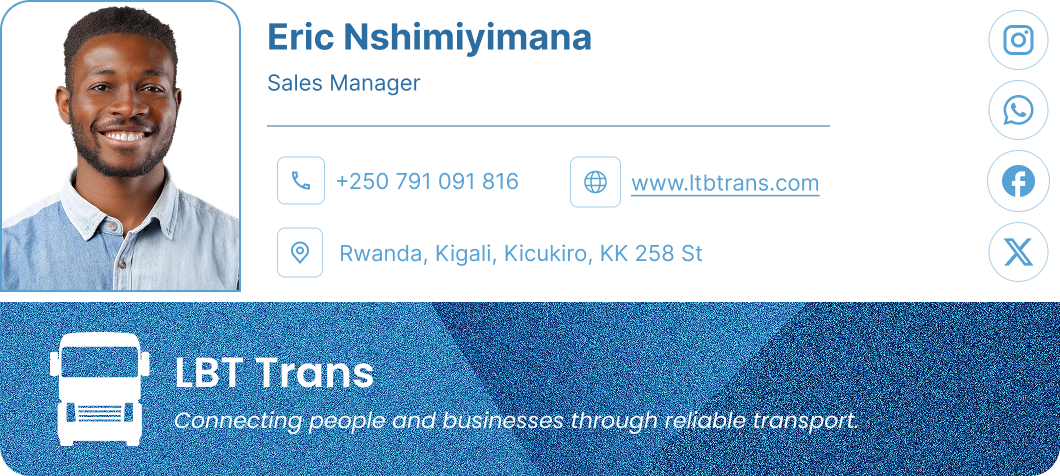 Eric Nshimiyimana
Sales Manager
+250 791 091 816
www.ltbtrans.com
Rwanda, Kigali, Kicukiro, KK 258 St
LBT Trans
Connecting people and businesses through reliable transport.